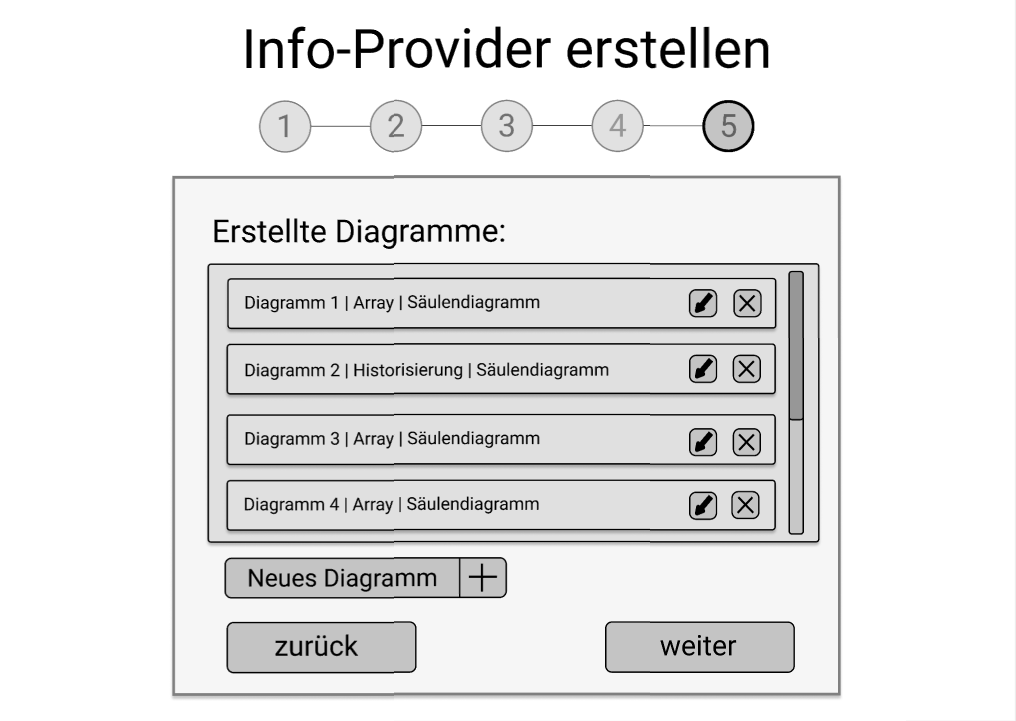 Info-Provider erstellen
1 2 3 4 5
Erstellte Diagramme:
Diagramm 1 | Array | Säulendiagramm
Diagramm 2 | Historisierung | Säulendiagramm
Diagramm 3 | Array | Säulendiagramm
Diagramm 4 | Array | Säulendiagramm
Neues Diagramm
zurück weiter